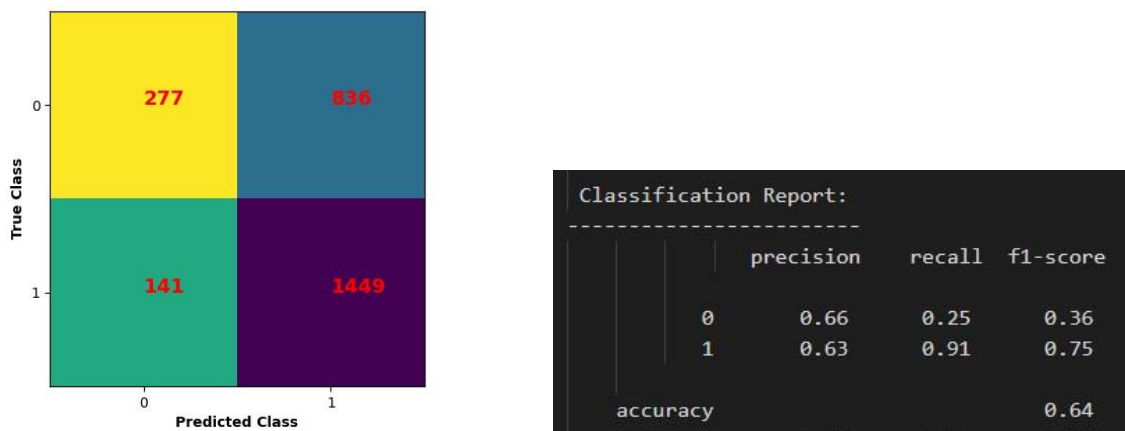 277 836
141 1449
0
1
True Class
0 1
Predicted Class
Classification Report:
------------------------
precision recall f1-score
0 0.66 0.25 0.36
1 0.63 0.91 0.75
accuracy 0.64